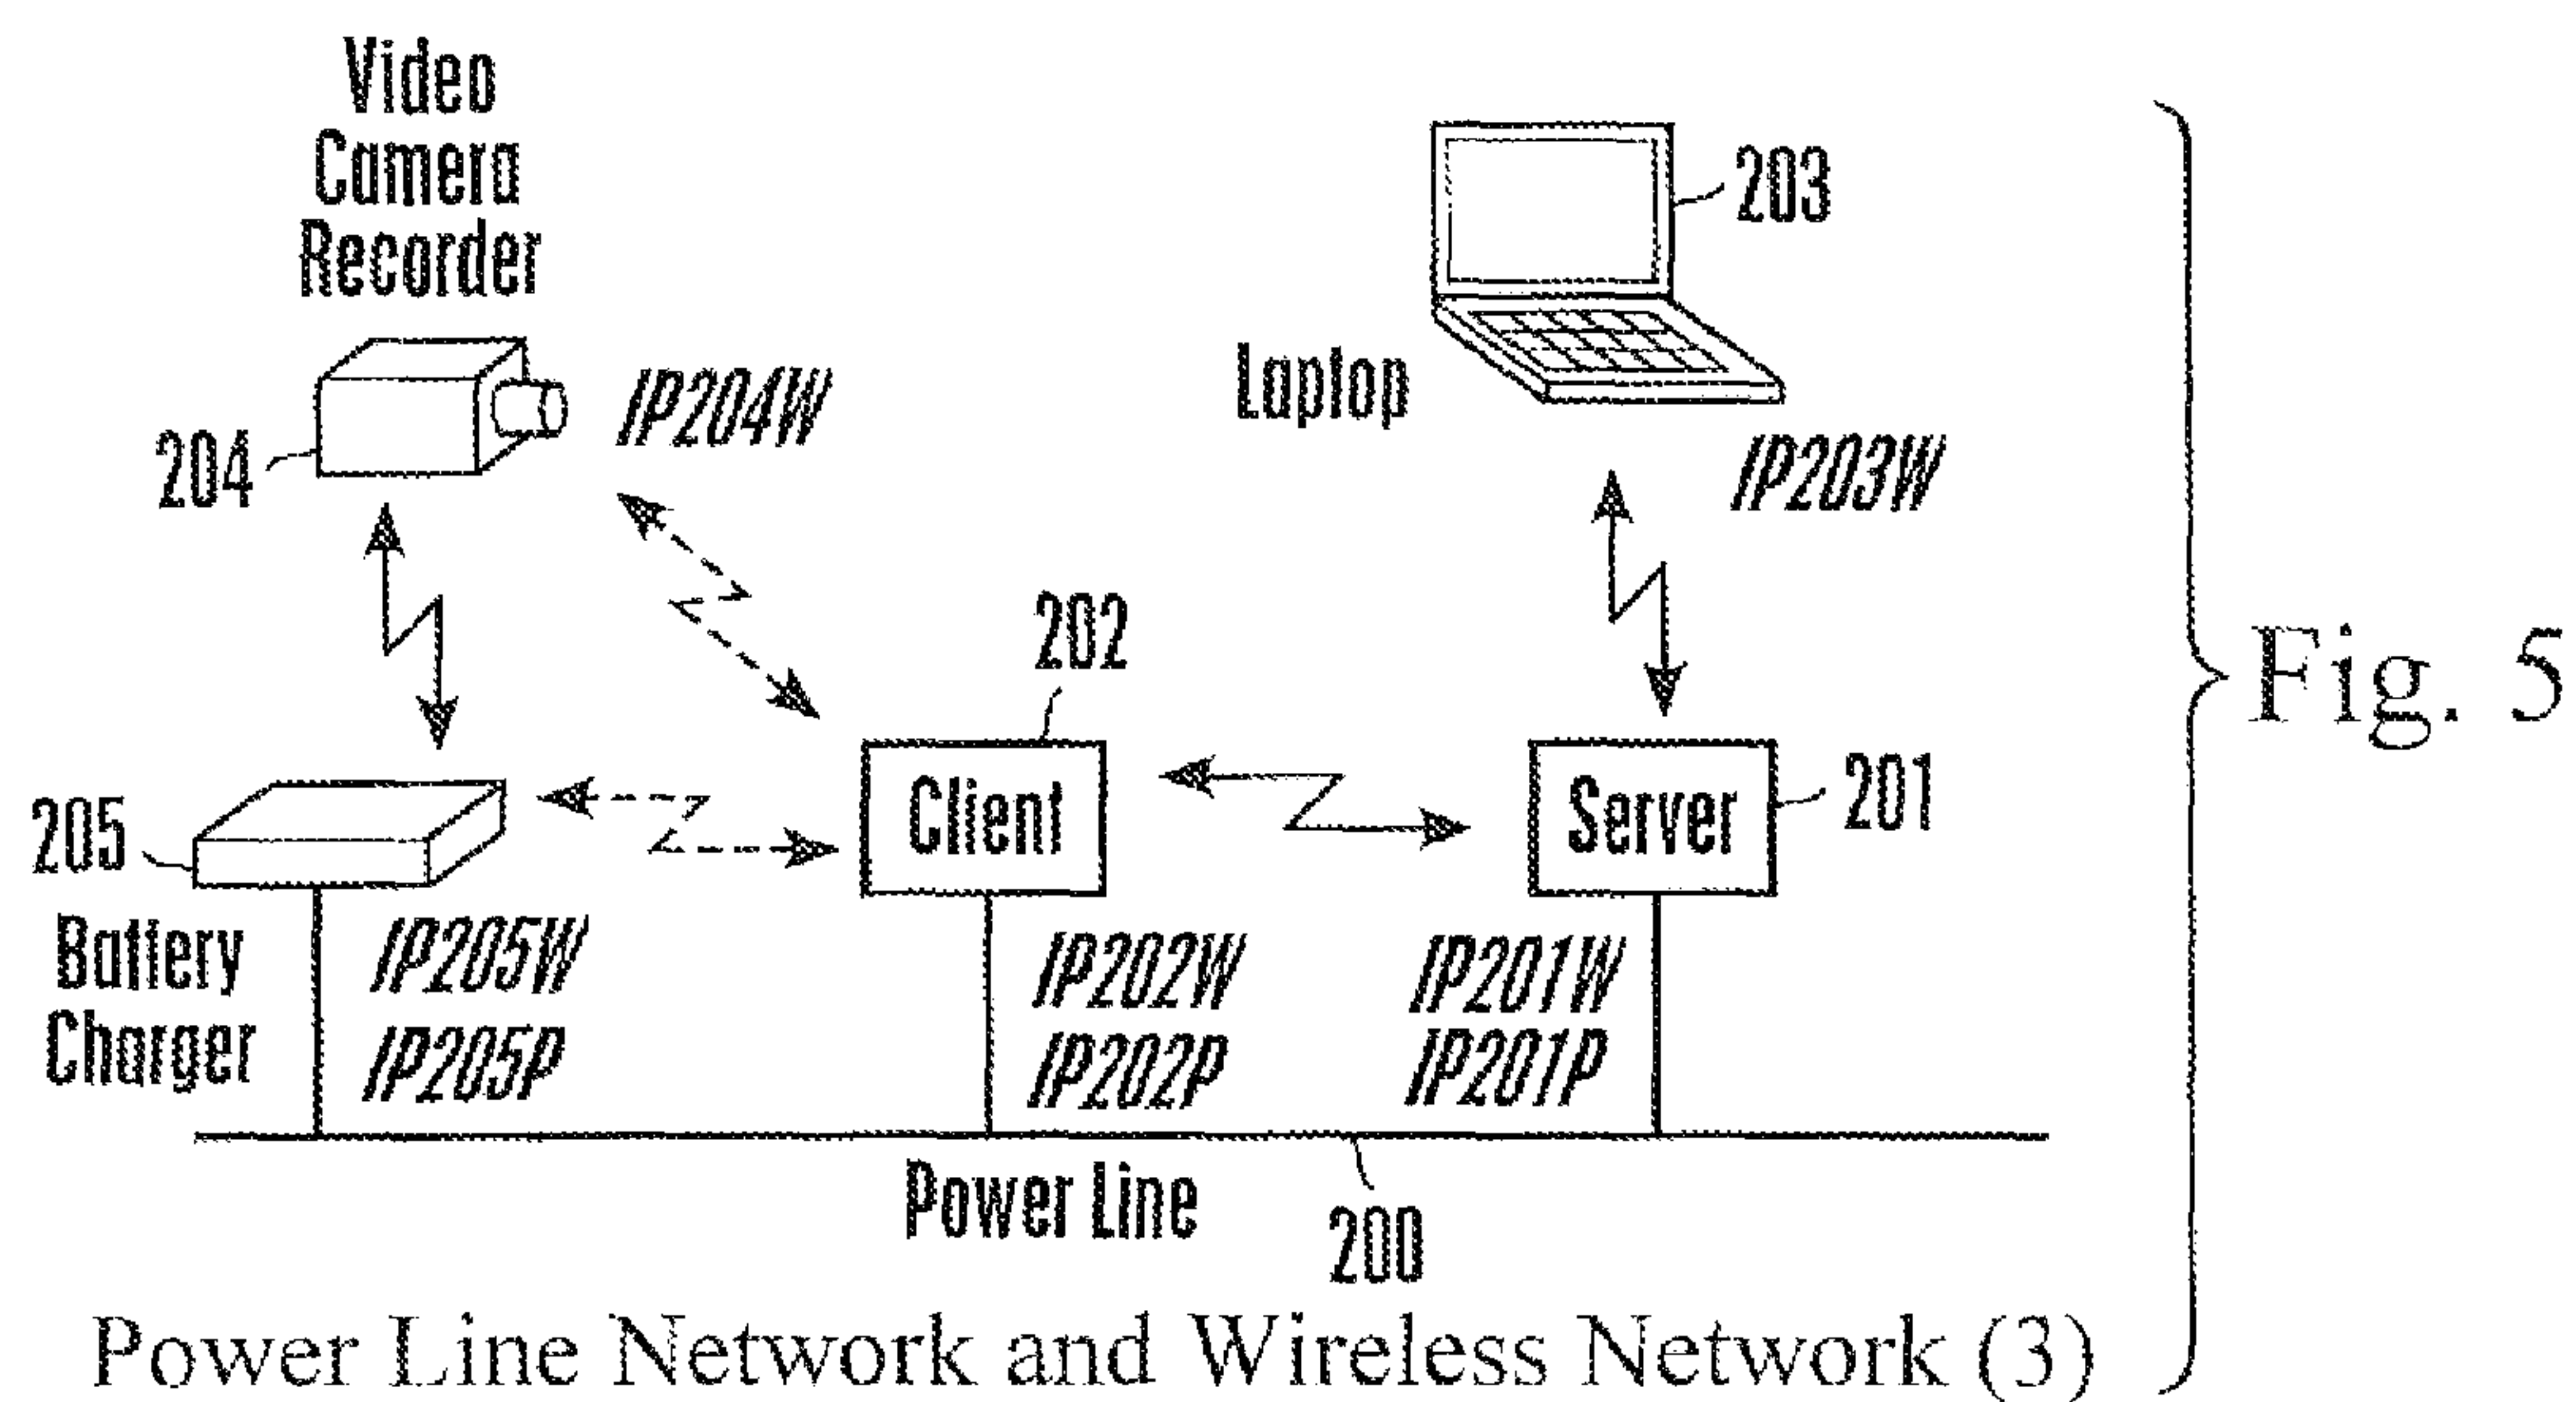 Video
Camera
Recorder
204
IP204W
Laptop
203
IP203W
202
Client
Server
201
205
Battery
Charger
IP205W
IP205P
IP202W
IP202P
IP201W
IP201P
Power Line
200
Power Line Network and Wireless Network (3)
Fig. 5